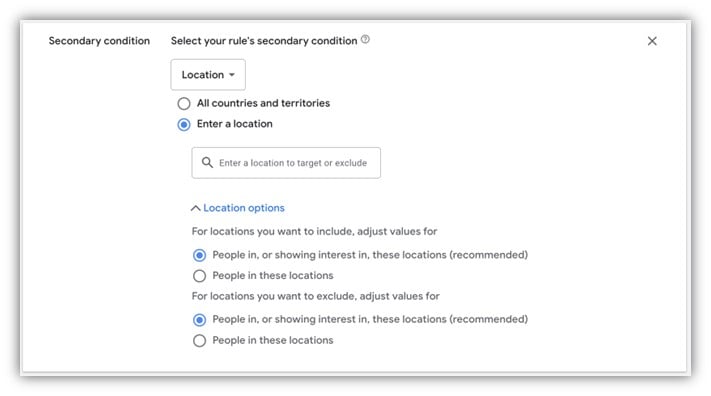 Secondary condition
Select your rule's secondary condition
Location
All countries and territories
Enter a location
Enter a location to target or exclude
Location options
For locations you want to include, adjust values for
People in, or showing interest in, these locations (recommended)
People in these locations
For locations you want to exclude, adjust values for
People in, or showing interest in, these locations (recommended)
People in these locations